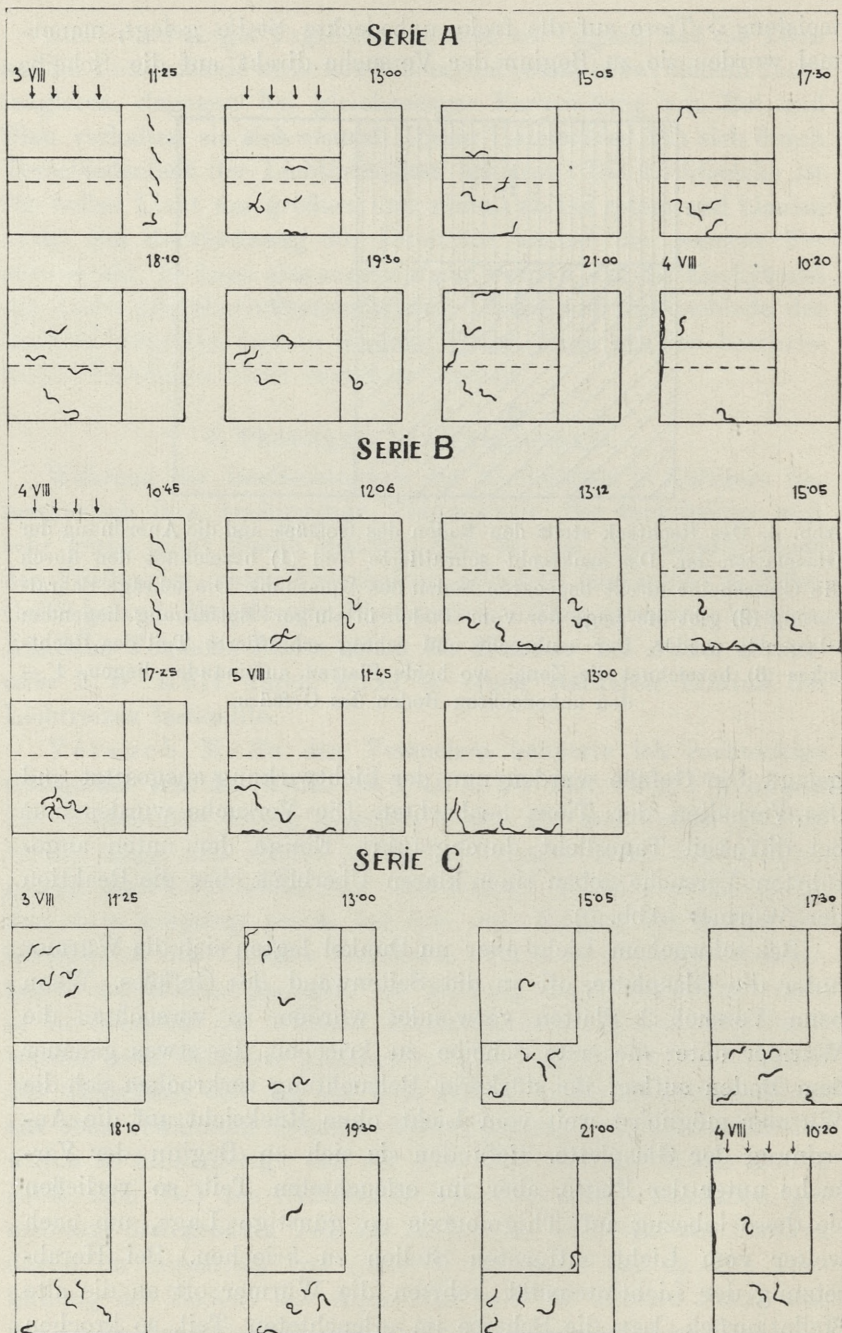 SERIE A
3 VIII 11·25 13·00 15·05 17·30
18·10 19·30 21·00 4 VIII 10·20
SERIE B
4 VIII 10·45 12 06 13·12 15·05
17·25 5 VIII 11·45 13·00
SERIE C
3 VIII 11·25 13·00 15·05 17·30
18·10 19·30 21·00 4 VIII 10·20